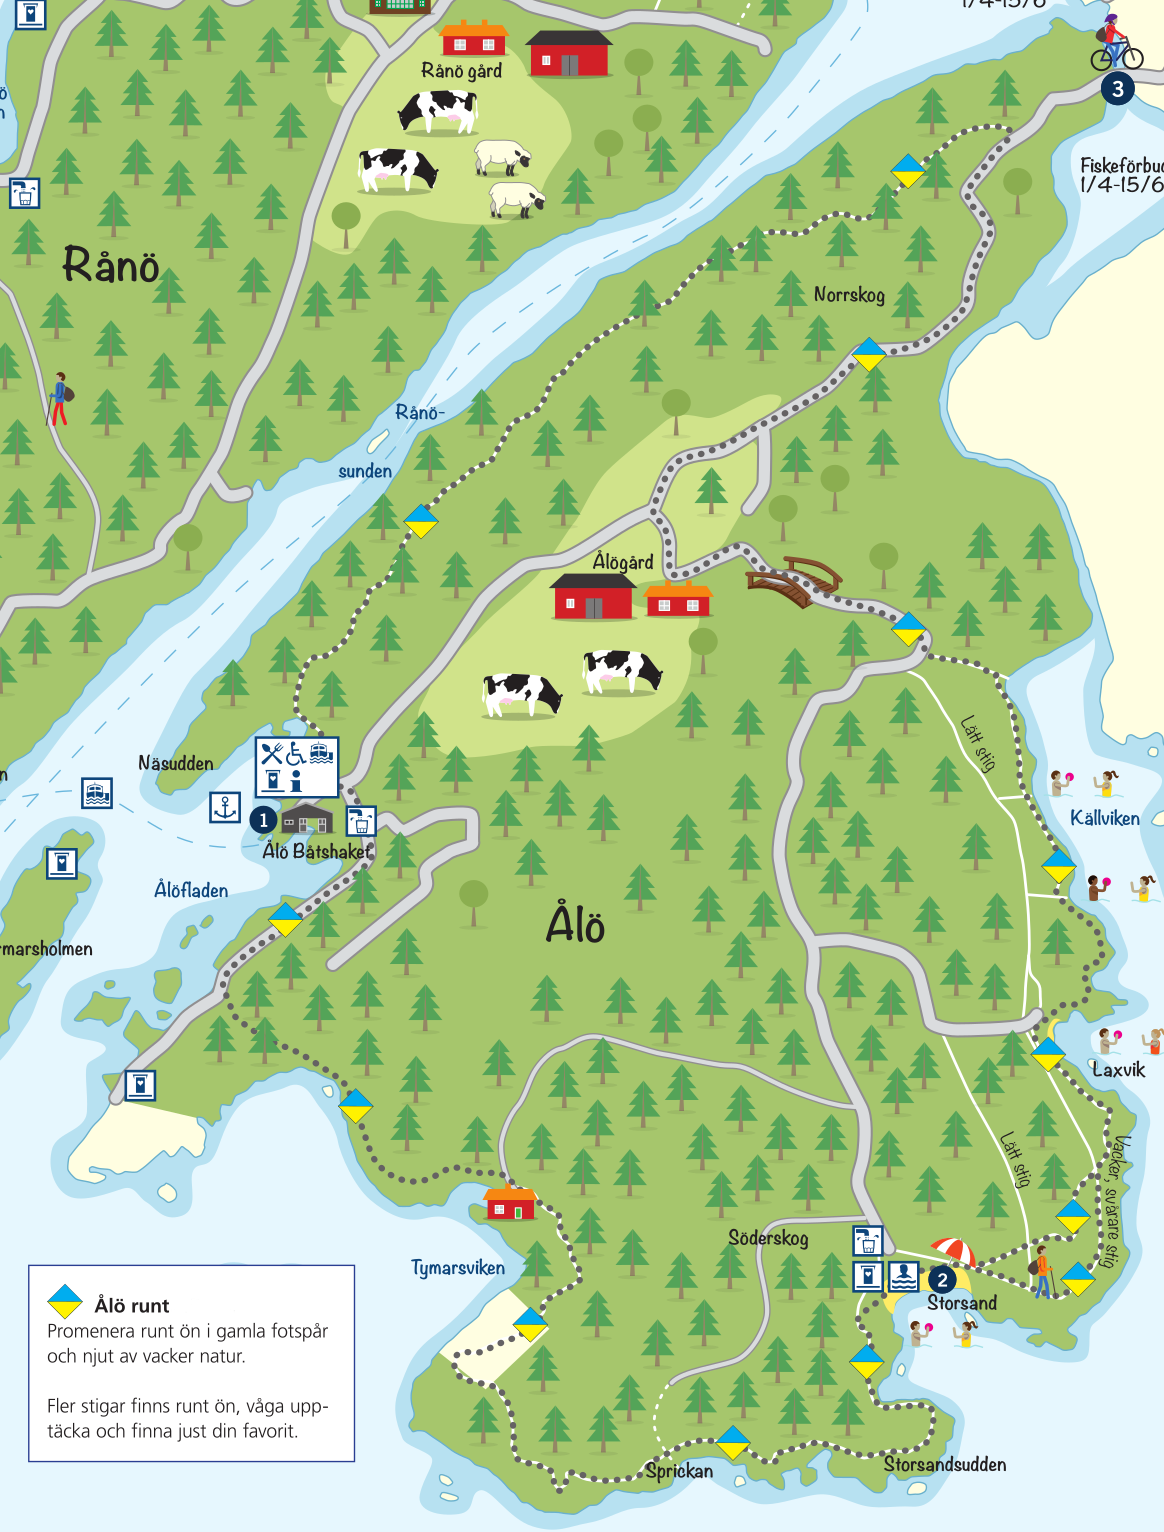 1/4-15/6
Rånö gård
3
Fiskeförbud
1/4-15/6
Rånö
Norrskog
Rånö-
sunden
Ålögård
Lätt stig
Näsudden
Källviken
1
Ålö Båtshaket
Ålöfladen
Ålö
rmarsholmen
Laxvik
Vacker, svårare stig
Lätt stig
Söderskog
Tymarsviken
2
Storsand
Ålö runt
Promenera runt ön i gamla fotspår
och njut av vacker natur.
Fler stigar finns runt ön, våga upp-
täcka och finna just din favorit.
Sprickan
Storsandsudden